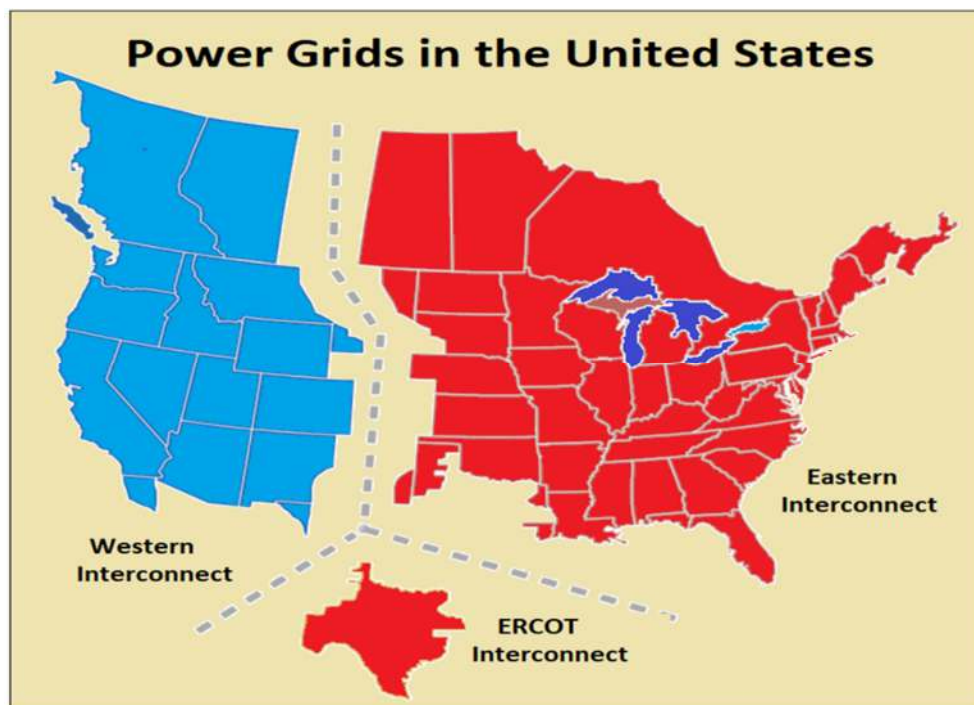 Power Grids in the United States
Eastern
Interconnect
Western
Interconnect
ERCOT
Interconnect